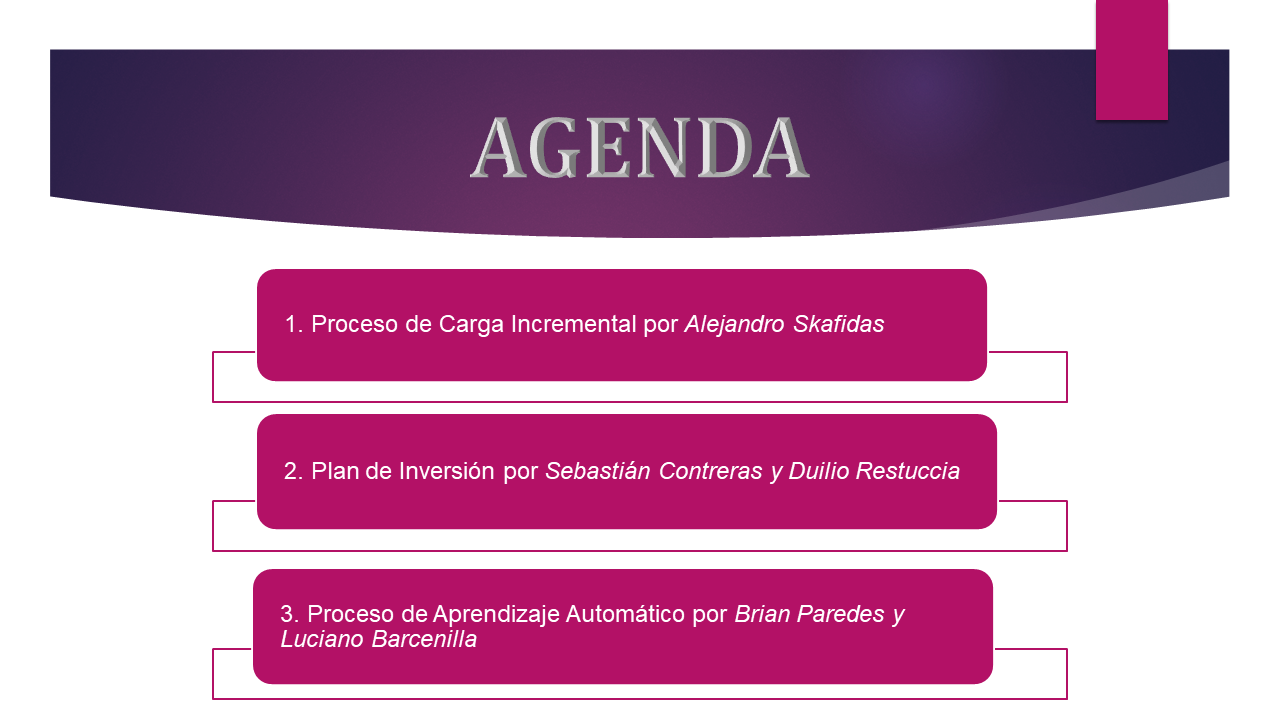 AGENDA
1. Proceso de Carga Incremental por Alejandro Skafidas
2. Plan de Inversión por Sebastián Contreras y Duilio Restuccia
3. Proceso de Aprendizaje Automático por Brian Paredes y
Luciano Barcenilla